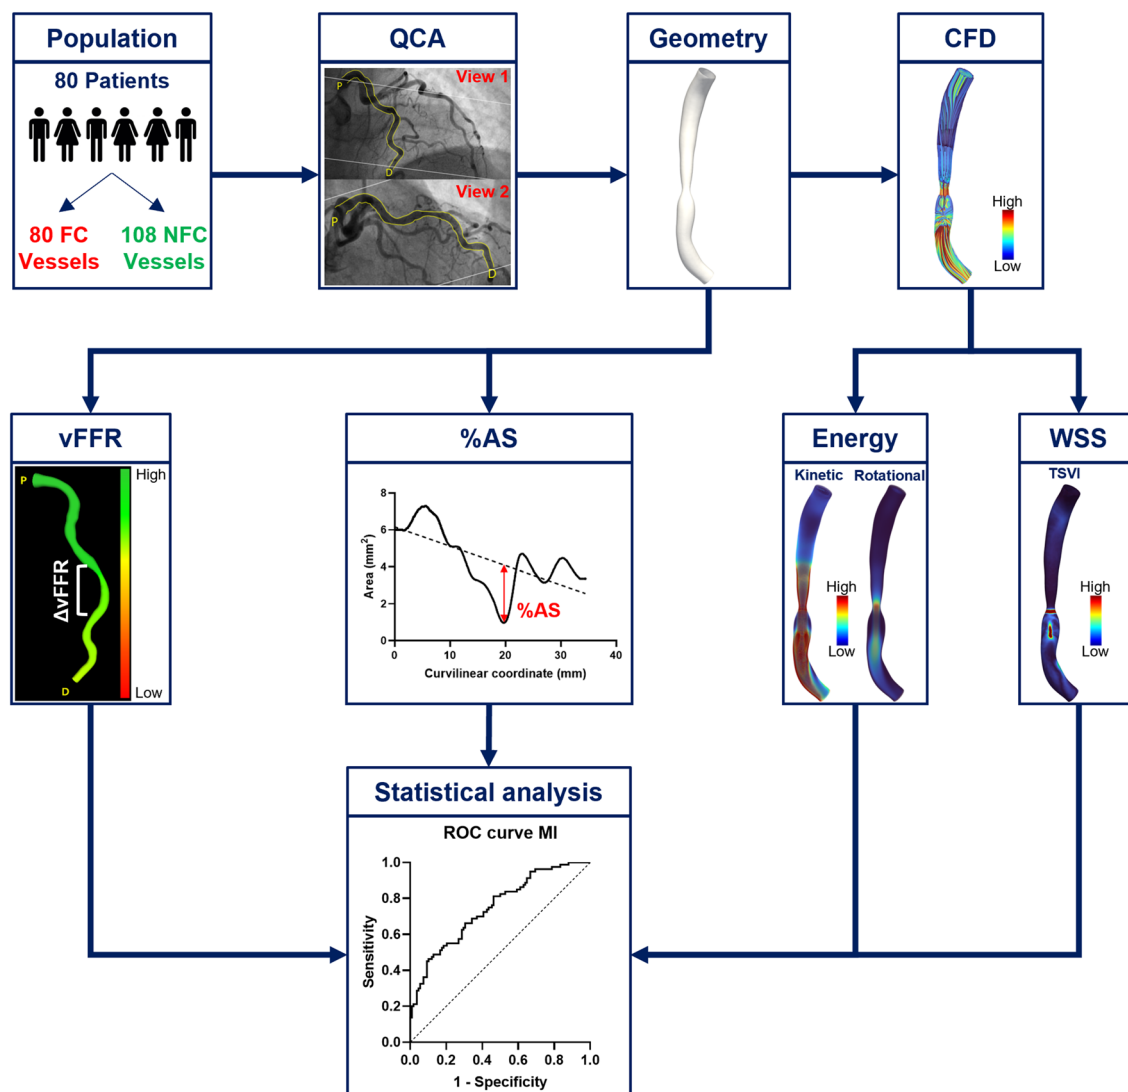 Population
80 Patients
80 FC
Vessels
108 NFC
Vessels
QCA
View 1
P
D
View 2
P
D
Geometry
CFD
High
Low
vFFR
P
High
ΔvFFR
D
Low
%AS
8
6
4
2
0
Area (mm²)
%AS
0
10
20
30
40
Curvilinear coordinate (mm)
Energy
Kinetic
Rotational
High
Low
WSS
TSVI
High
Low
Statistical analysis
ROC curve MI
1.0
0.8
0.6
0.4
0.2
0.0
Sensitivity
0.0
0.2
0.4
0.6
0.8
1.0
1 - Specificity